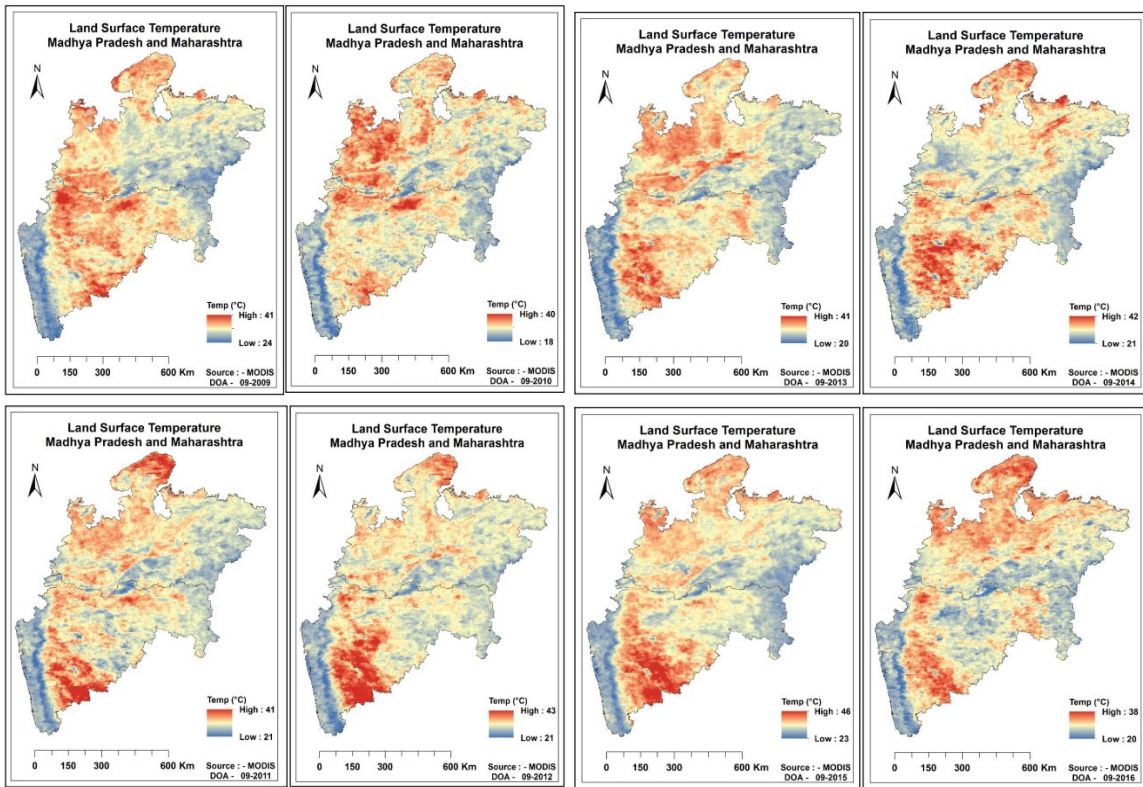 Land Surface Temperature
Madhya Pradesh and Maharashtra
N
Temp (°C)
High : 41
Low : 24
0 150 300 600 Km
Source : - MODIS
DOA - 09-2009
Land Surface Temperature
Madhya Pradesh and Maharashtra
N
Temp (°C)
High : 40
Low : 18
0 150 300 600 Km
Source : - MODIS
DOA - 09-2010
Land Surface Temperature
Madhya Pradesh and Maharashtra
N
Temp (°C)
High : 41
Low : 20
0 150 300 600 Km
Source : - MODIS
DOA - 09-2013
Land Surface Temperature
Madhya Pradesh and Maharashtra
N
Temp (°C)
High : 42
Low : 21
0 150 300 600 Km
Source : - MODIS
DOA - 09-2014
Land Surface Temperature
Madhya Pradesh and Maharashtra
N
Temp (°C)
High : 41
Low : 21
0 150 300 600 Km
Source : - MODIS
DOA - 09-2011
Land Surface Temperature
Madhya Pradesh and Maharashtra
N
Temp (°C)
High : 43
Low : 21
0 150 300 600 Km
Source : - MODIS
DOA - 09-2012
Land Surface Temperature
Madhya Pradesh and Maharashtra
N
Temp (°C)
High : 46
Low : 23
0 150 300 600 Km
Source : - MODIS
DOA - 09-2015
Land Surface Temperature
Madhya Pradesh and Maharashtra
N
Temp (°C)
High : 38
Low : 20
0 150 300 600 Km
Source : - MODIS
DOA - 09-2016